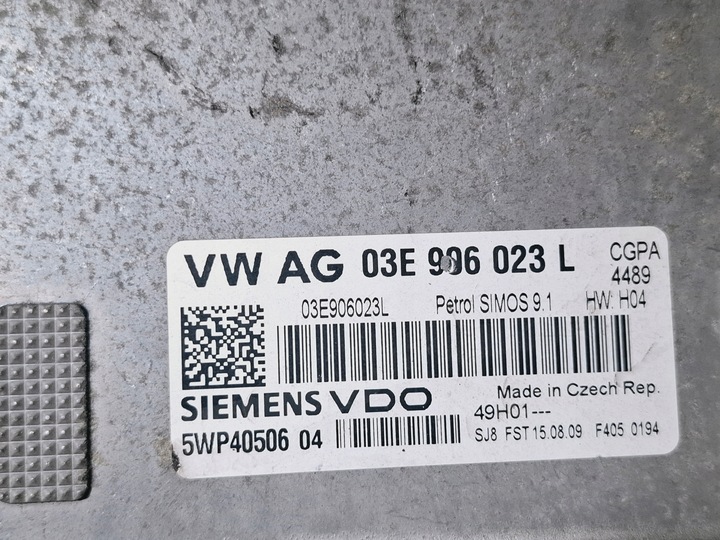 VW AG 03E 906 023 L CGPA
4489
03E906023L Petrol SIMOS 9.1 HW: H04
SIEMENS VDO Made in Czech Rep.
49H01---
5WP40506 04 SJ8 FST 15.08.09 F405 0194